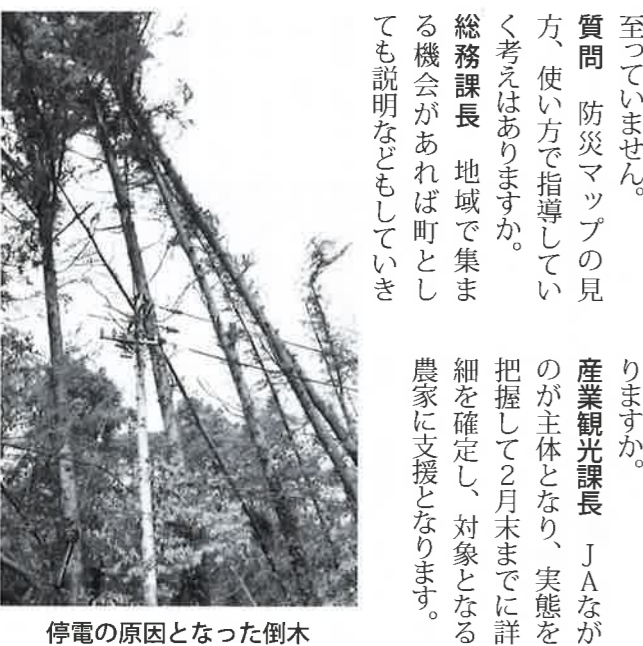 至っていません。
質問　防災マップの見
方、使い方で指導してい
く考えはありますか。
総務課長　地域で集ま
る機会があれば町とし
ても説明などもしていき
りますか。
産業観光課長　JAなが
のが主体となり、実態を
把握して2月末までに詳
細を確定し、対象となる
農家に支援となります。
停電の原因となった倒木